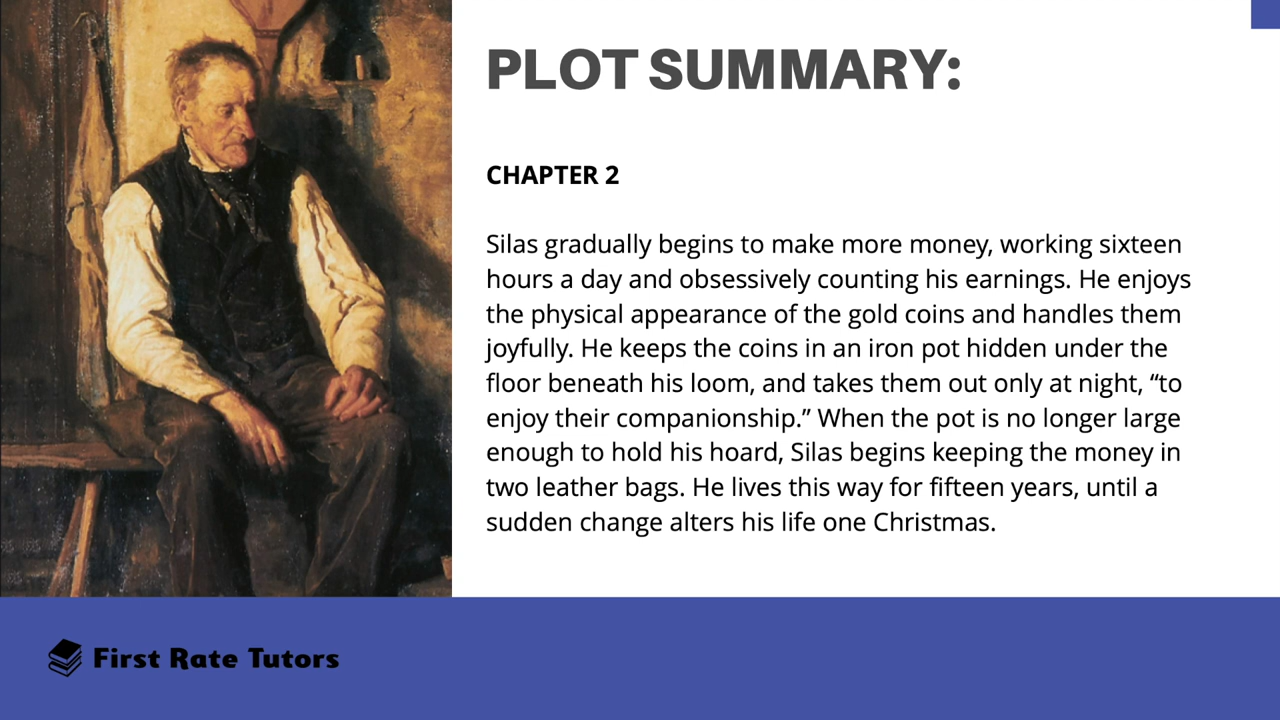 PLOT SUMMARY:
CHAPTER 2
Silas gradually begins to make more money, working sixteen
hours a day and obsessively counting his earnings. He enjoys
the physical appearance of the gold coins and handles them
joyfully. He keeps the coins in an iron pot hidden under the
floor beneath his loom, and takes them out only at night, “to
enjoy their companionship.” When the pot is no longer large
enough to hold his hoard, Silas begins keeping the money in
two leather bags. He lives this way for fifteen years, until a
sudden change alters his life one Christmas.
First Rate Tutors